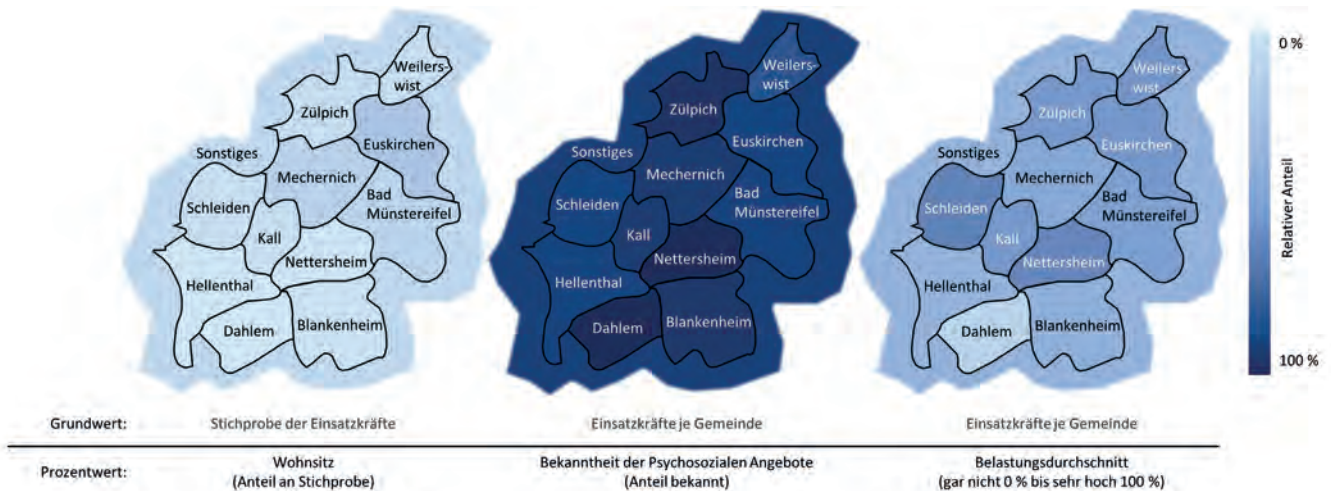 Weilers-
wist
Zülpich
Euskirchen
Sonstiges
Mechernich
Bad
Münstereifel
Schleiden
Kall
Nettersheim
Hellenthal
Dahlem
Blankenheim
Weilers-
wist
Zülpich
Euskirchen
Sonstiges
Mechernich
Bad
Münstereifel
Schleiden
Kall
Nettersheim
Hellenthal
Dahlem
Blankenheim
Weilers-
wist
Zülpich
Euskirchen
Sonstiges
Mechernich
Bad
Münstereifel
Schleiden
Kall
Nettersheim
Hellenthal
Dahlem
Blankenheim
0 %
Relativer Anteil
100 %
Grundwert: Stichprobe der Einsatzkräfte Einsatzkräfte je Gemeinde Einsatzkräfte je Gemeinde
Prozentwert: Wohnsitz Bekanntheit der Psychosozialen Angebote Belastungsdurchschnitt
(Anteil an Stichprobe) (Anteil bekannt) (gar nicht 0 % bis sehr hoch 100 %)